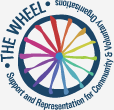 •THE WHEEL•
Support and Representation for Community & Voluntary Organisations